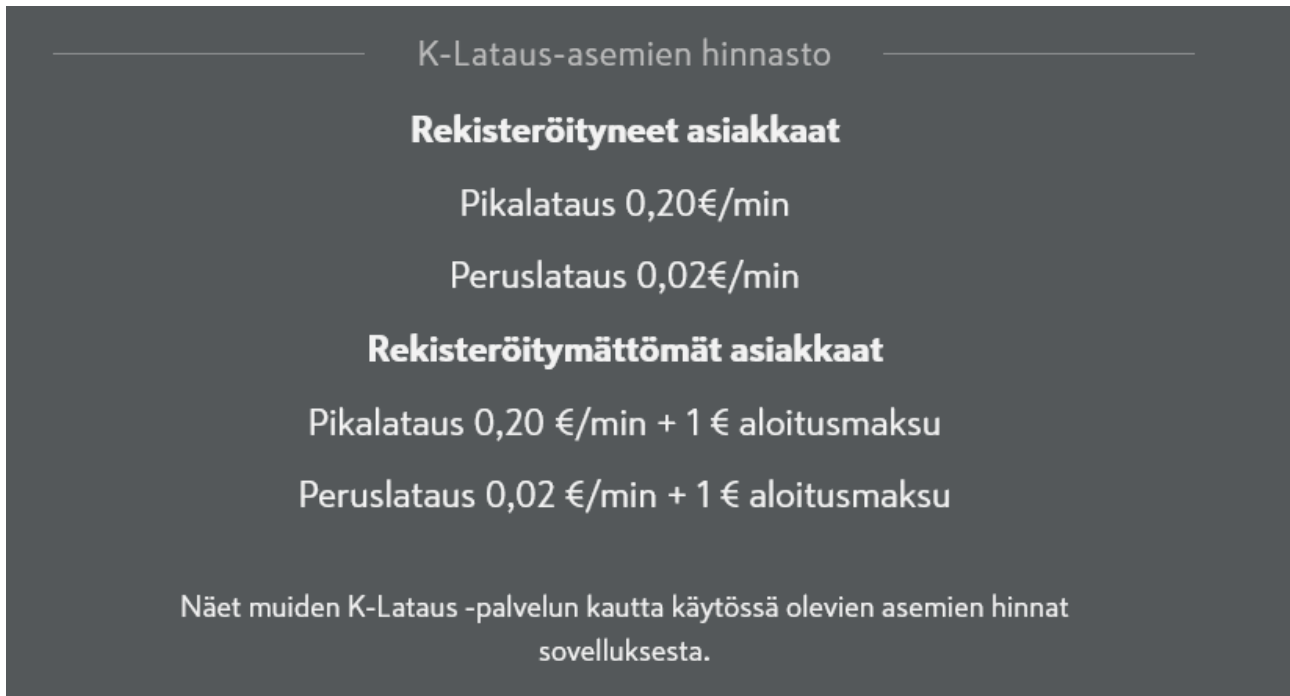 K-Lataus-asemien hinnasto
Rekisteröityneet asiakkaat
Pikalataus 0,20€/min
Peruslataus 0,02€/min
Rekisteröitymättömät asiakkaat
Pikalataus 0,20 €/min + 1 € aloitusmaksu
Peruslataus 0,02 €/min + 1 € aloitusmaksu
Näet muiden K-Lataus -palvelun kautta käytössä olevien asemien hinnat
sovelluksesta.